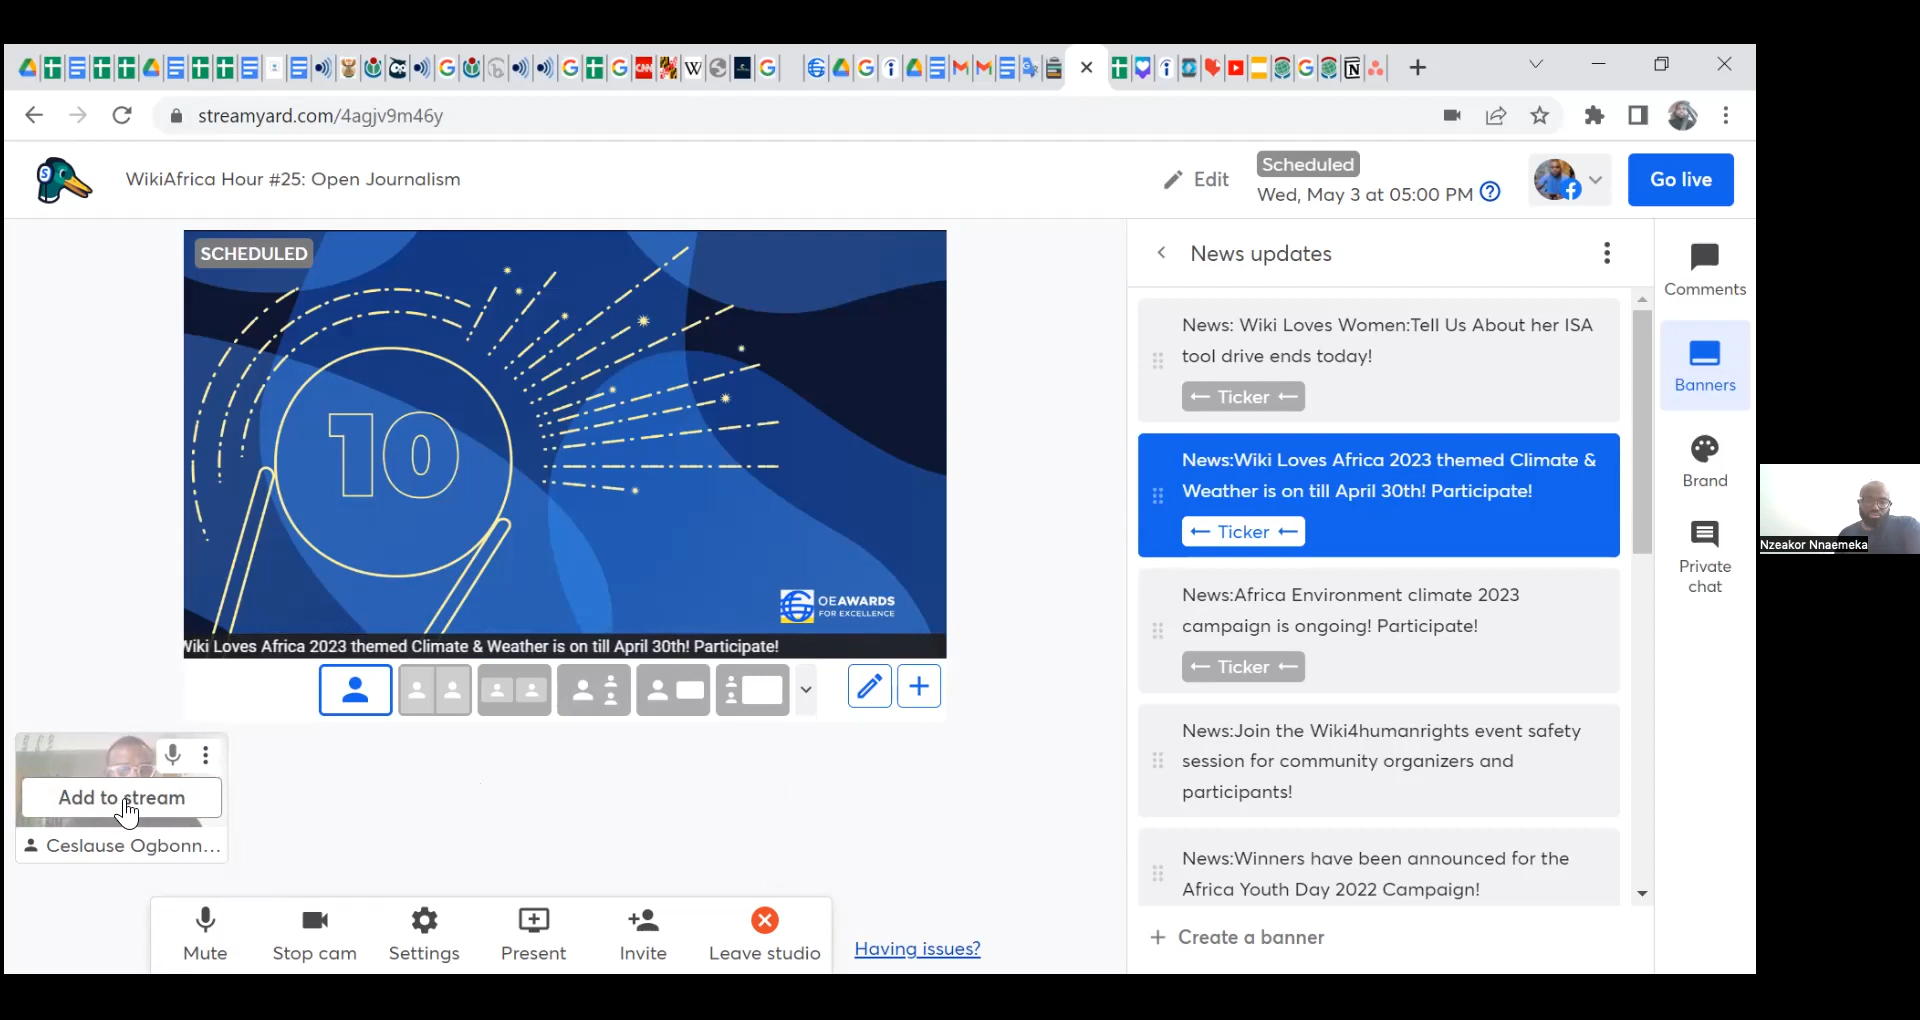 streamyard.com/4agjv9m46y
WikiAfrica Hour #25: Open Journalism
Edit
Scheduled
Wed, May 3 at 05:00 PM
Go live
SCHEDULED
10
OEAWARDS
FOR EXCELLENCE
Wiki Loves Africa 2023 themed Climate & Weather is on till April 30th! Participate!
Add to stream
Ceslause Ogbonn...
Mute
Stop cam
Settings
Present
Invite
Leave studio
Having issues?
News updates
News: Wiki Loves Women:Tell Us About her ISA
tool drive ends today!
Ticker
News:Wiki Loves Africa 2023 themed Climate &
Weather is on till April 30th! Participate!
Ticker
News:Africa Environment climate 2023
campaign is ongoing! Participate!
Ticker
News:Join the Wiki4humanrights event safety
session for community organizers and
participants!
News:Winners have been announced for the
Africa Youth Day 2022 Campaign!
+ Create a banner
Comments
Banners
Brand
Private
chat
Nzeakor Nnaemeka